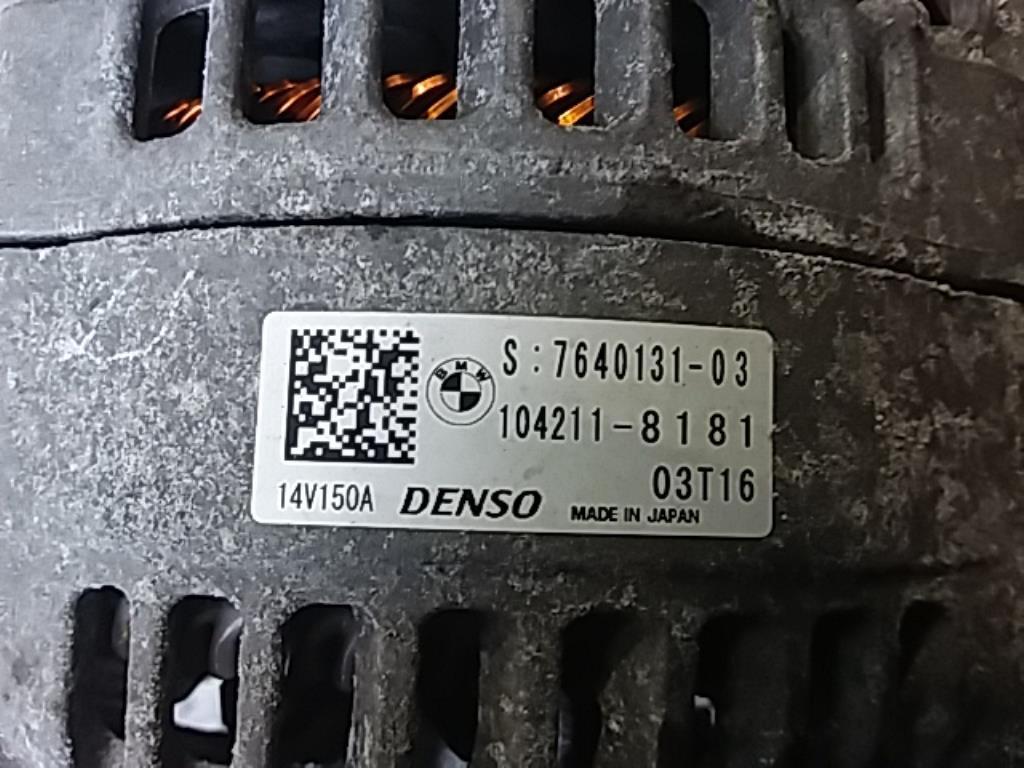 BMW
S:7640131-03
104211-8181
03T16
14V150A DENSO MADE IN JAPAN